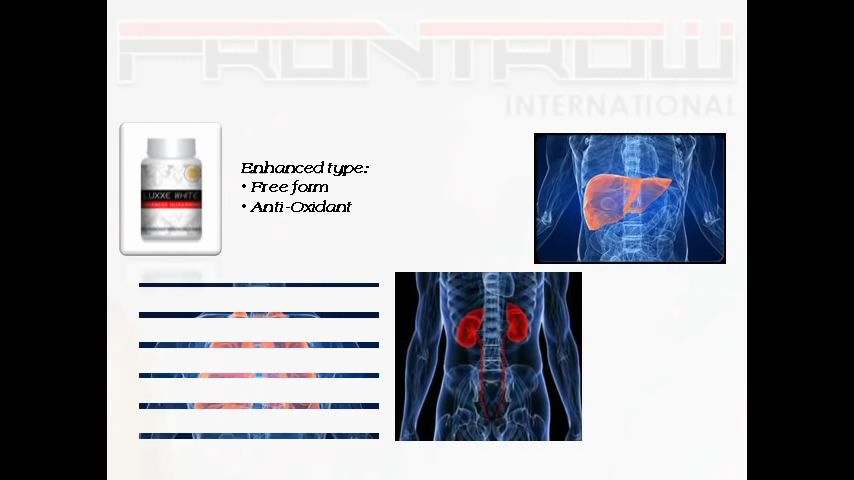 FRONTROW
INTERNATIONAL
LUXXE WHITE
Enhanced type:
• Free form
• Anti-Oxidant